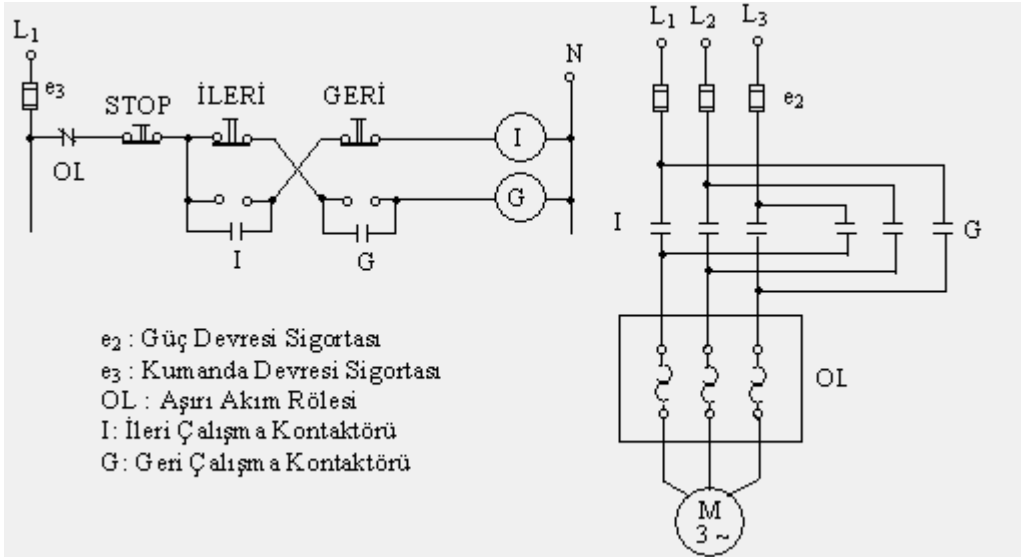 L1
e3
STOP
İLERİ
GERİ
N
OL
I
G
I
G
L1 L2 L3
e2
I
G
OL
M
3 ~
e2 : Güç Devresi Sigortası
e3 : Kumanda Devresi Sigortası
OL : Aşırı Akım Rölesi
I: İleri Çalışma Kontaktörü
G: Geri Çalışma Kontaktörü